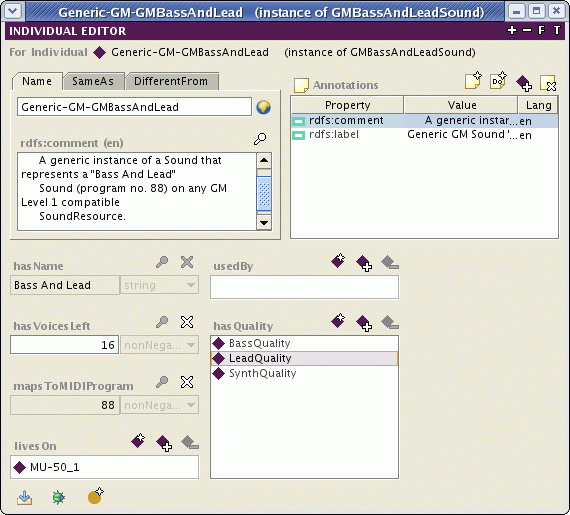 Generic-GM-GMBassAndLead (instance of GMBassAndLeadSound)
INDIVIDUAL EDITOR + − F T
For Individual Generic-GM-GMBassAndLead (instance of GMBassAndLeadSound)
Name SameAs DifferentFrom
Generic-GM-GMBassAndLead
rdfs:comment (en)
A generic instance of a Sound that
represents a "Bass And Lead"
Sound (program no. 88) on any GM
Level 1 compatible
SoundResource.
Annotations
Property Value Lang
rdfs:comment A generic instar... en
rdfs:label Generic GM Sound '... en
hasName
Bass And Lead string
usedBy
hasVoicesLeft
16 nonNega...
hasQuality
BassQuality
LeadQuality
SynthQuality
mapsToMIDIProgram
88 nonNega...
livesOn
MU-50_1